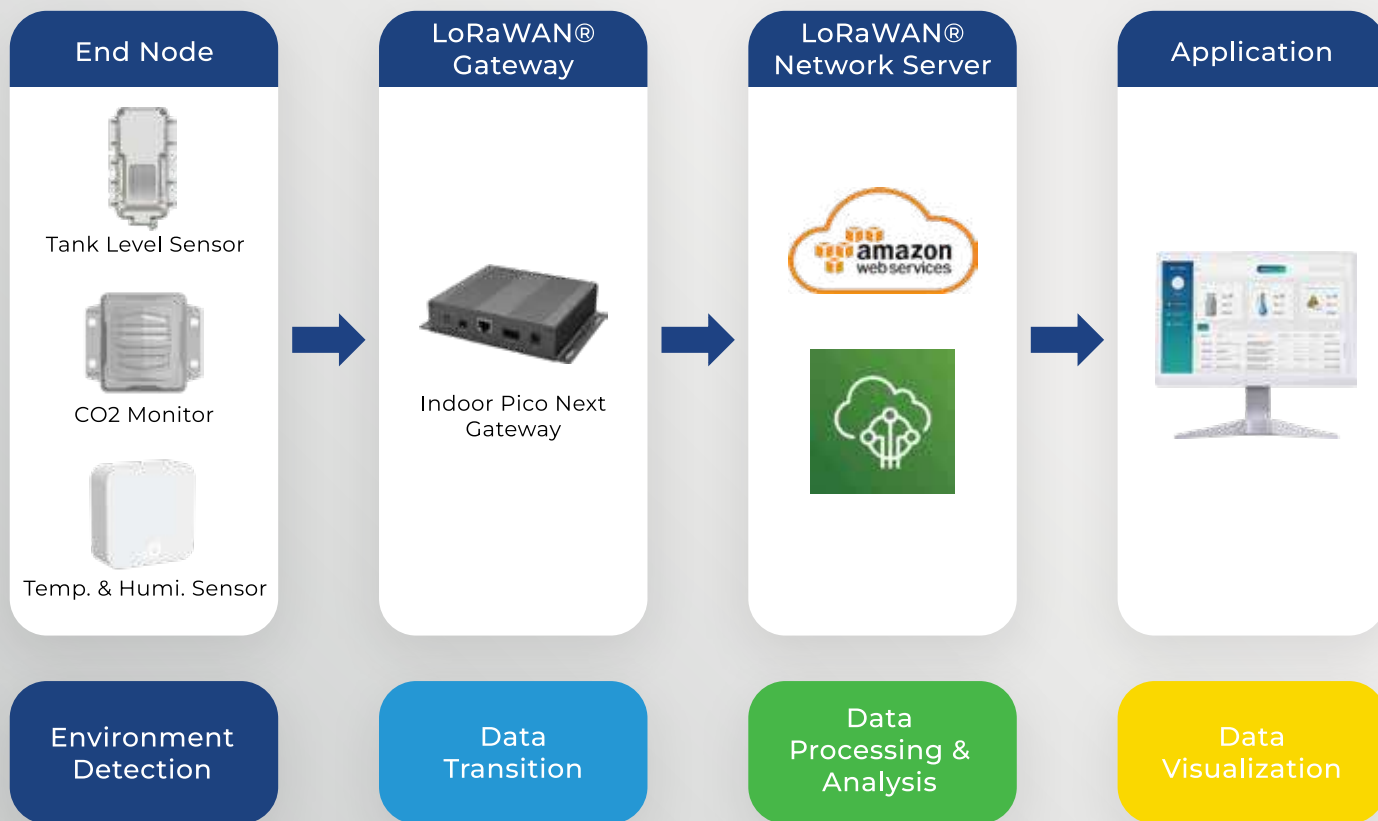 End Node
Tank Level Sensor
CO2 Monitor
Temp. & Humi. Sensor
LoRaWAN®
Gateway
Indoor Pico Next
Gateway
LoRaWAN®
Network Server
amazon
webservices
Application
Environment
Detection
Data
Transition
Data
Processing &
Analysis
Data
Visualization